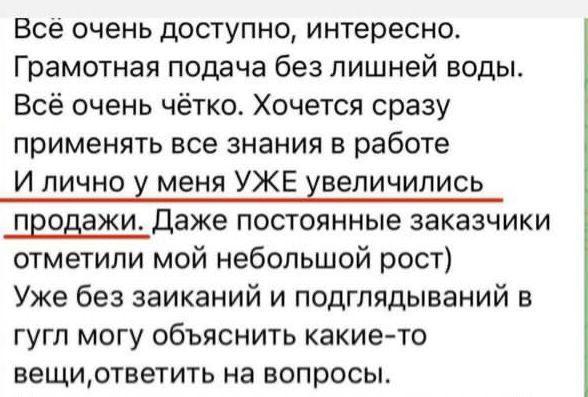 Всё очень доступно, интересно.
Грамотная подача без лишней воды.
Всё очень чётко. Хочется сразу
применять все знания в работе
И лично у меня УЖЕ увеличились
продажи. Даже постоянные заказчики
отметили мой небольшой рост)
Уже без заиканий и подглядываний в
гугл могу объяснить какие-то
вещи,ответить на вопросы.